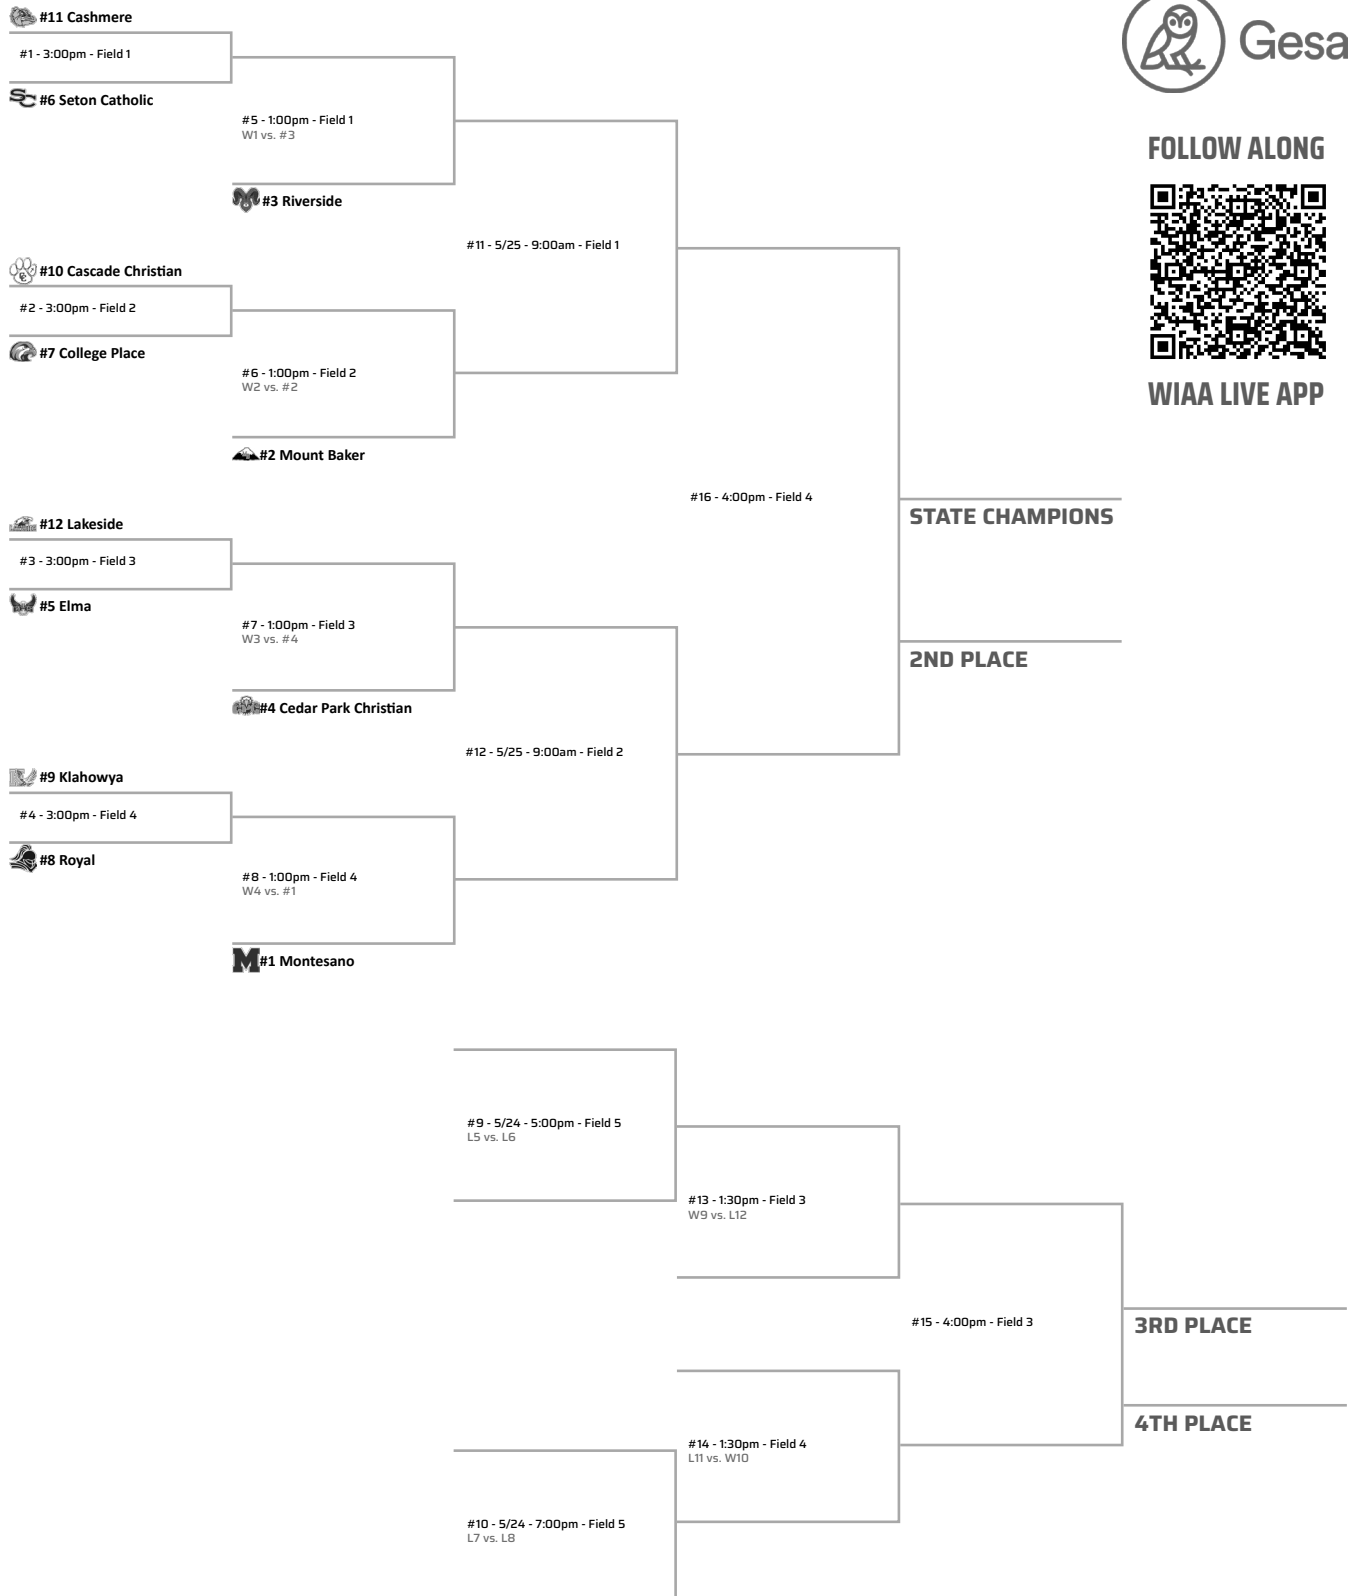 #11 Cashmere
#1 - 3:00pm - Field 1
#6 Seton Catholic
#5 - 1:00pm - Field 1
W1 vs. #3
#3 Riverside
#11 - 5/25 - 9:00am - Field 1
#10 Cascade Christian
#2 - 3:00pm - Field 2
#7 College Place
#6 - 1:00pm - Field 2
W2 vs. #2
#2 Mount Baker
#16 - 4:00pm - Field 4
STATE CHAMPIONS
2ND PLACE
#12 Lakeside
#3 - 3:00pm - Field 3
#5 Elma
#7 - 1:00pm - Field 3
W3 vs. #4
#4 Cedar Park Christian
#12 - 5/25 - 9:00am - Field 2
#9 Klahowya
#4 - 3:00pm - Field 4
#8 Royal
#8 - 1:00pm - Field 4
W4 vs. #1
M #1 Montesano
#9 - 5/24 - 5:00pm - Field 5
L5 vs. L6
#13 - 1:30pm - Field 3
W9 vs. L12
#15 - 4:00pm - Field 3
3RD PLACE
4TH PLACE
#14 - 1:30pm - Field 4
L11 vs. W10
#10 - 5/24 - 7:00pm - Field 5
L7 vs. L8
Gesa
FOLLOW ALONG
WIAA LIVE APP